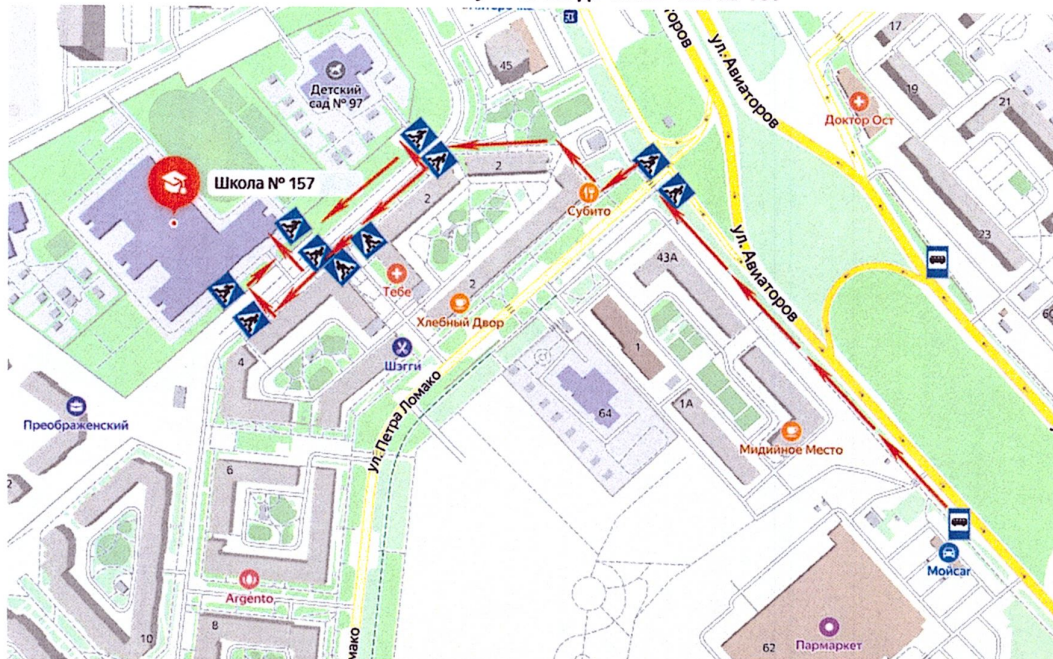 45
17
19
21
23
ул. Авиаторов
Доктор Ост
Детский
сад № 97
Школа № 157
2
2
Субито
ул. Авиаторов
43А
Тебе
2
Хлебный Двор
Шэгги
4
1
64
1А
Преображенский
ул. Петра Ломако
Мидийное Место
6
Мойсаг
Argento
10
8
62
Пармаркет